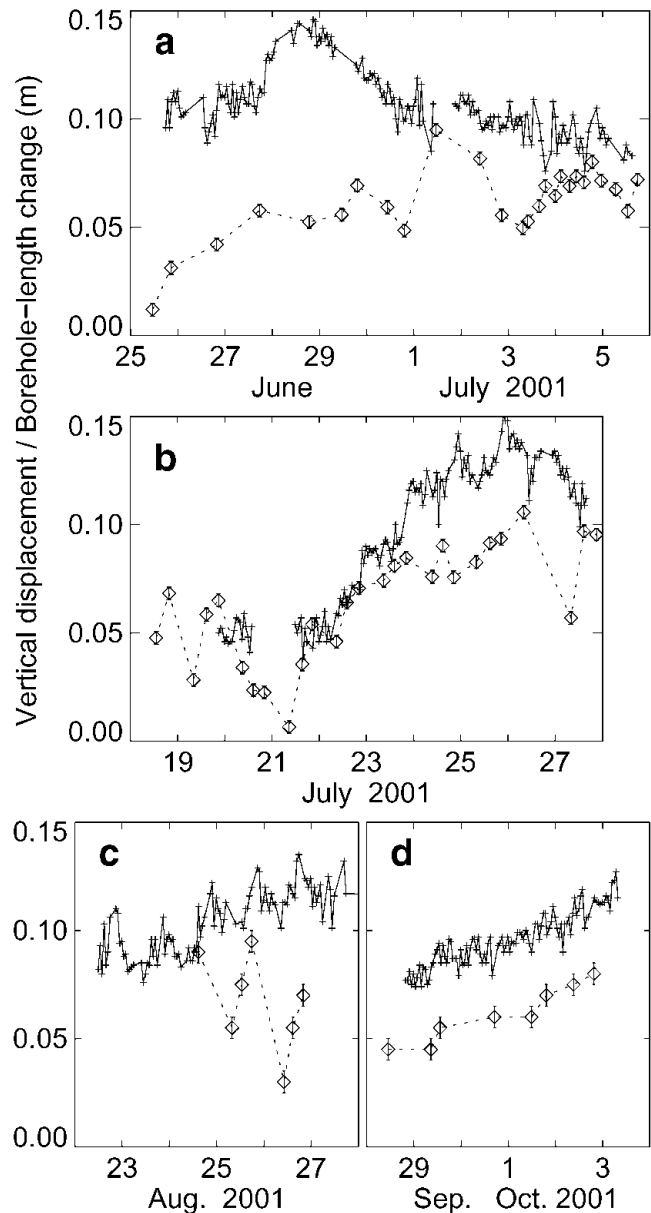 Vertical displacement / Borehole-length change (m)
a
0.15
0.10
0.05
0.00
25 27 29 1 3 5
June July 2001
b
0.15
0.10
0.05
0.00
19 21 23 25 27
July 2001
c
0.15
0.10
0.05
0.00
23 25 27
Aug. 2001
d
29 1 3
Sep. Oct. 2001